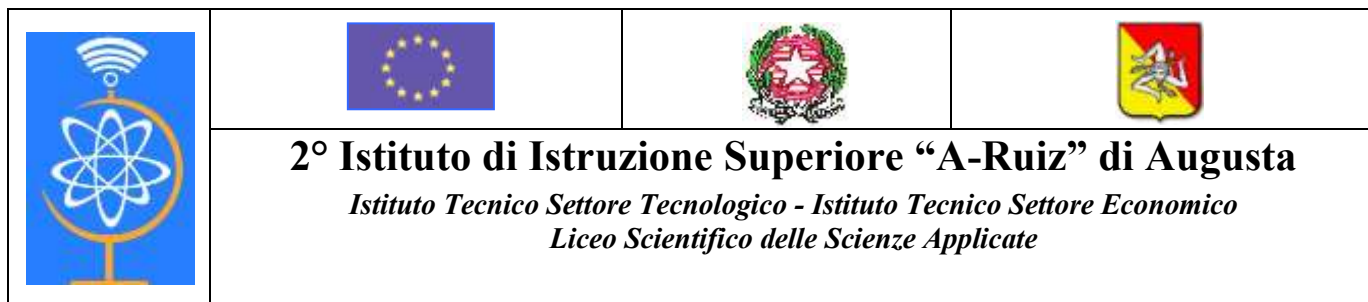 2° Istituto di Istruzione Superiore “A-Ruiz” di Augusta
Istituto Tecnico Settore Tecnologico - Istituto Tecnico Settore Economico
Liceo Scientifico delle Scienze Applicate